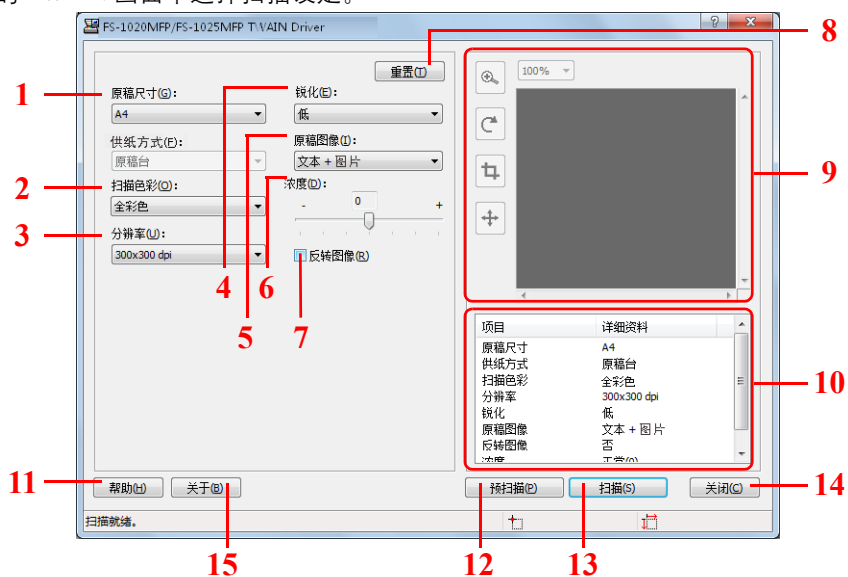 FS-1020MFP/FS-1025MFP TWAIN Driver
8
重置(T)
100%
1
原稿尺寸(G):
锐化(E):
A4
低
供纸方式(F):
原稿图像(I):
原稿台
文本 + 图片
9
2
扫描色彩(O):
浓度(D):
全彩色
-
0
+
3
分辨率(U):
300x300 dpi
反转图像(R)
4
6
5
7
项目
详细资料
原稿尺寸
A4
供纸方式
原稿台
扫描色彩
全彩色
10
分辨率
300x300 dpi
锐化
低
原稿图像
文本 + 图片
反转图像
否
浓度
正常(0)
11
帮助(H)
关于(B)
预扫描(P)
扫描(S)
关闭(C)
14
扫描就绪。
15
12
13